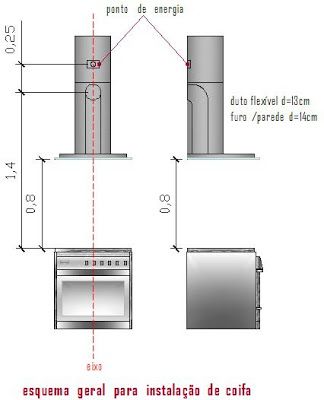 ponto de energia
0,25
duto flexível d=13cm
furo /parede d=14cm
1,4
0,8
0,8
eixo
esquema geral para instalação de coifa